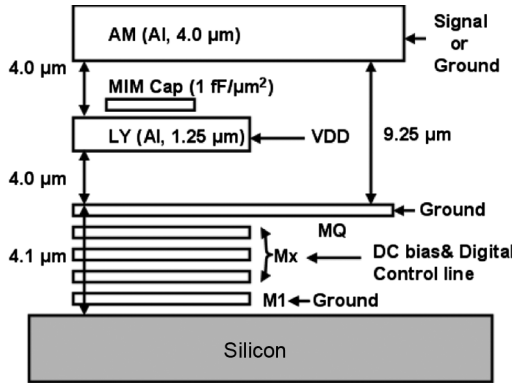 AM (Al, 4.0 µm)
Signal
or
Ground
4.0 µm
MIM Cap (1 fF/µm²)
LY (Al, 1.25 µm)
VDD
9.25 µm
4.0 µm
Ground
MQ
4.1 µm
Mx
DC bias& Digital
Control line
M1
Ground
Silicon